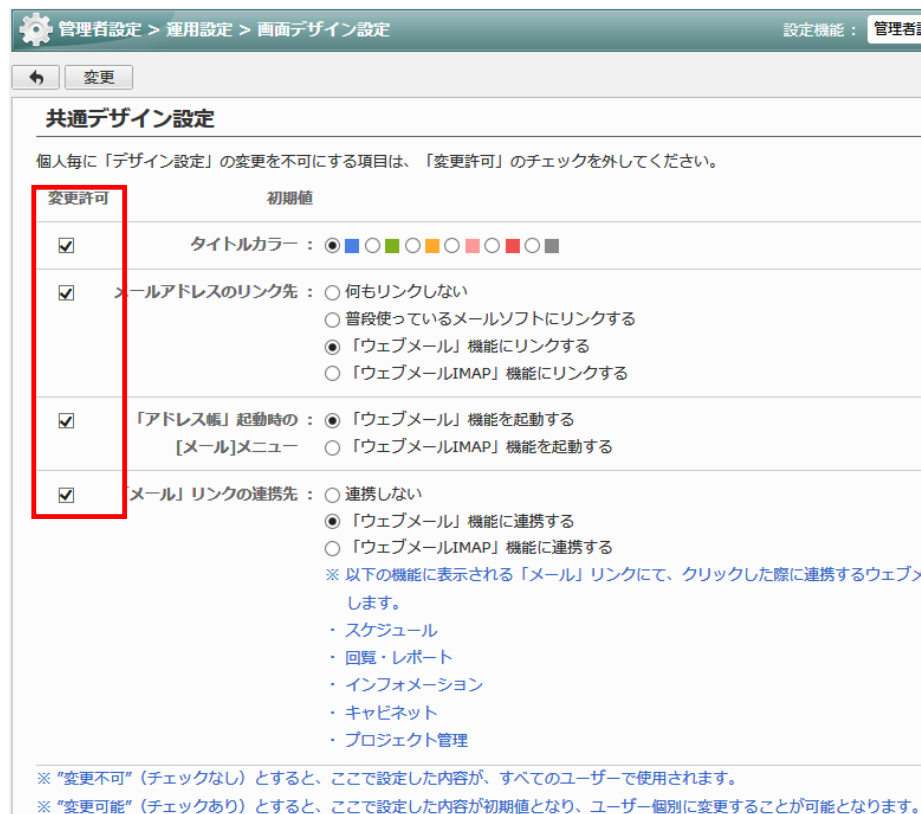 管理者設定 > 運用設定 > 画面デザイン設定 設定機能： 管理者
変更
共通デザイン設定
個人毎に「デザイン設定」の変更を不可にする項目は、「変更許可」のチェックを外してください。
変更許可 初期値
タイトルカラー：
メールアドレスのリンク先： 何もリンクしない
普段使っているメールソフトにリンクする
「ウェブメール」機能にリンクする
「ウェブメールIMAP」機能にリンクする
「アドレス帳」起動時の： 「ウェブメール」機能を起動する
[メール]メニュー 「ウェブメールIMAP」機能を起動する
「メール」リンクの連携先： 連携しない
「ウェブメール」機能に連携する
「ウェブメールIMAP」機能に連携する
※ 以下の機能に表示される「メール」リンクにて、クリックした際に連携するウェブメ
します。
・ スケジュール
・ 回覧・レポート
・ インフォメーション
・ キャビネット
・ プロジェクト管理
※ "変更不可"（チェックなし）とすると、ここで設定した内容が、すべてのユーザーで使用されます。
※ "変更可能"（チェックあり）とすると、ここで設定した内容が初期値となり、ユーザー個別に変更することが可能となります。